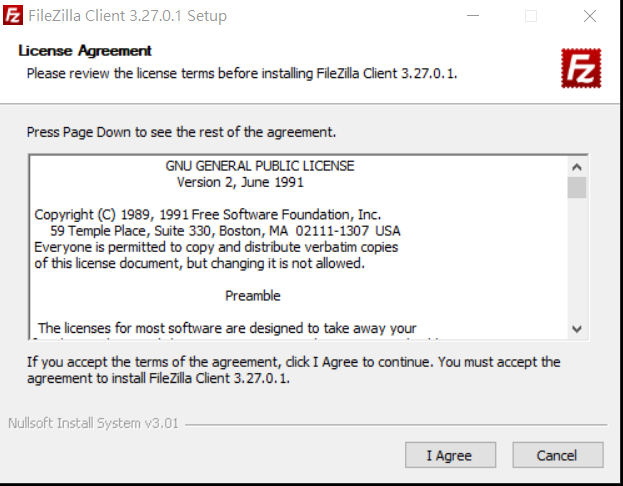 FileZilla Client 3.27.0.1 Setup
License Agreement
Please review the license terms before installing FileZilla Client 3.27.0.1.
Press Page Down to see the rest of the agreement.
GNU GENERAL PUBLIC LICENSE
Version 2, June 1991
Copyright (C) 1989, 1991 Free Software Foundation, Inc.
59 Temple Place, Suite 330, Boston, MA  02111-1307  USA
Everyone is permitted to copy and distribute verbatim copies
of this license document, but changing it is not allowed.
Preamble
The licenses for most software are designed to take away your
If you accept the terms of the agreement, click I Agree to continue. You must accept the
agreement to install FileZilla Client 3.27.0.1.
Nullsoft Install System v3.01
I Agree
Cancel